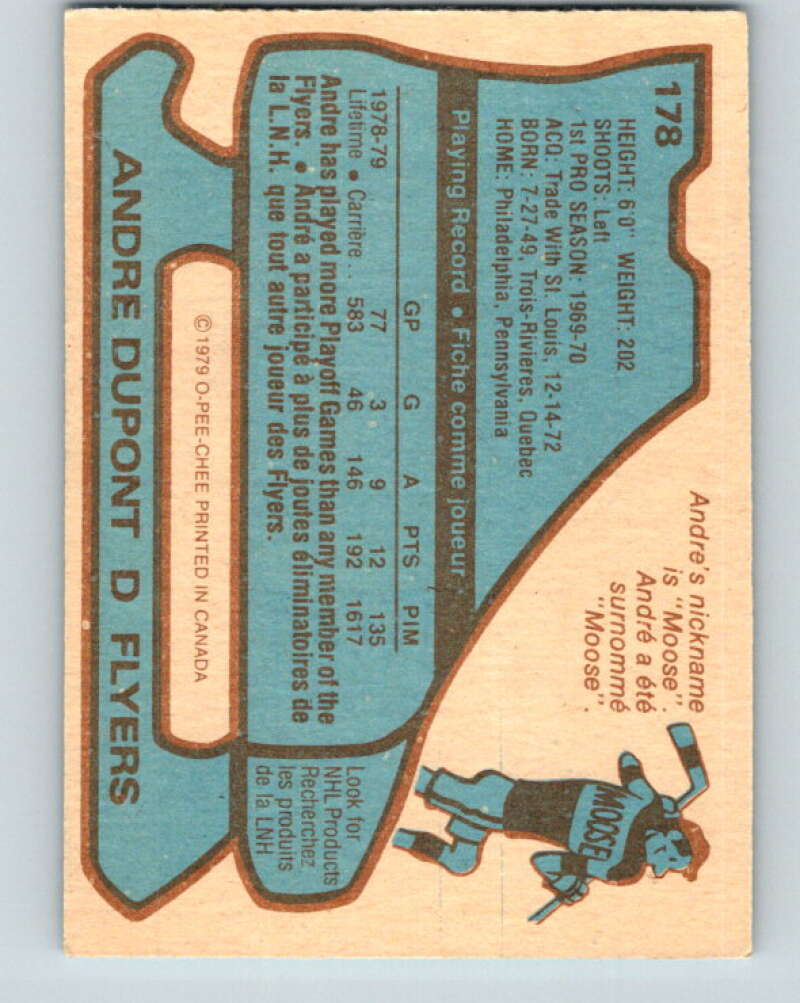 178
HEIGHT: 6'0" WEIGHT: 202
SHOOTS: Left
1st PRO SEASON: 1969-70
ACQ: Trade With St. Louis, 12-14-72
BORN: 7-27-49, Trois-Rivieres, Quebec
HOME: Philadelphia, Pennsylvania
Andre's nickname
is "Moose".
André a été
surnommé
"Moose".
MOOSE
Playing Record • Fiche comme joueur
GP G A PTS PIM
1978-79 77 3 9 12 135
Lifetime • Carrière .. 583 46 146 192 1617
Andre has played more Playoff Games than any member of the
Flyers. • André a participé à plus de joutes éliminatoires de
la L.N.H. que tout autre joueur des Flyers.
Look for
NHL Products
Recherchez
les produits
de la LNH
© 1979 O-PEE-CHEE PRINTED IN CANADA
ANDRE DUPONT D FLYERS